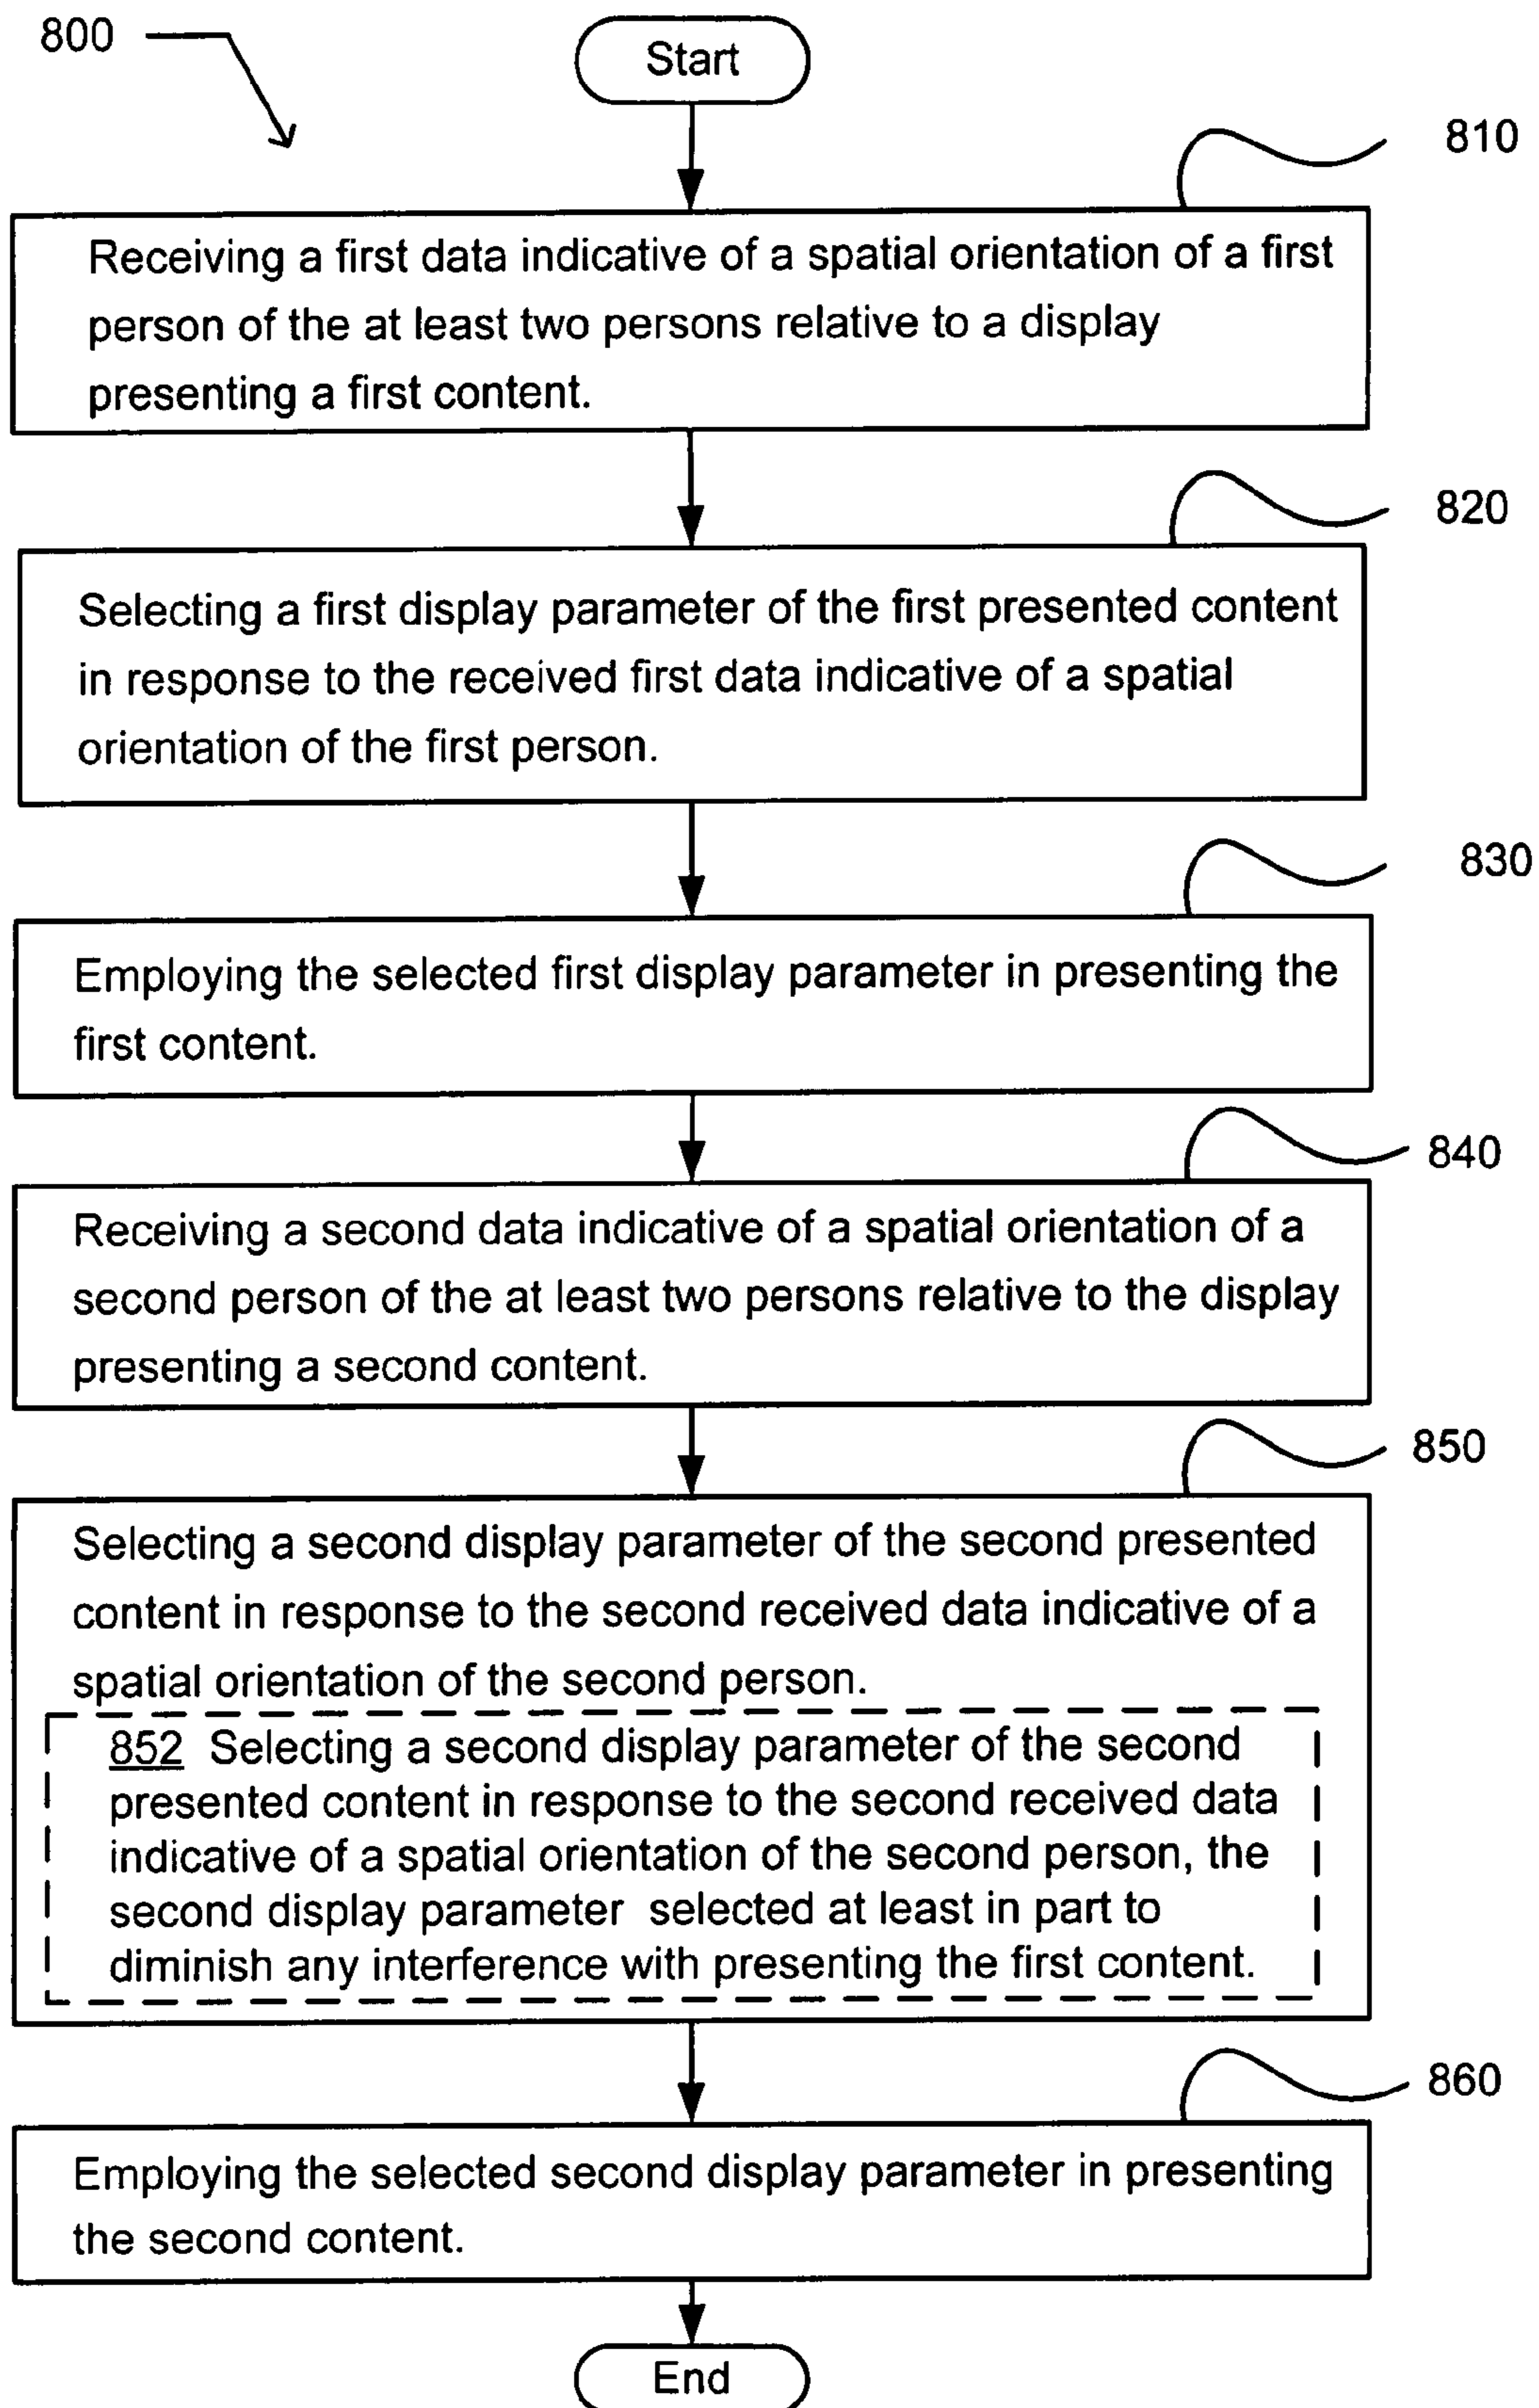 800
Start
810
Receiving a first data indicative of a spatial orientation of a first
person of the at least two persons relative to a display
presenting a first content.
820
Selecting a first display parameter of the first presented content
in response to the received first data indicative of a spatial
orientation of the first person.
830
Employing the selected first display parameter in presenting the
first content.
840
Receiving a second data indicative of a spatial orientation of a
second person of the at least two persons relative to the display
presenting a second content.
850
Selecting a second display parameter of the second presented
content in response to the second received data indicative of a
spatial orientation of the second person.
852 Selecting a second display parameter of the second
presented content in response to the second received data
indicative of a spatial orientation of the second person, the
second display parameter selected at least in part to
diminish any interference with presenting the first content.
860
Employing the selected second display parameter in presenting
the second content.
End